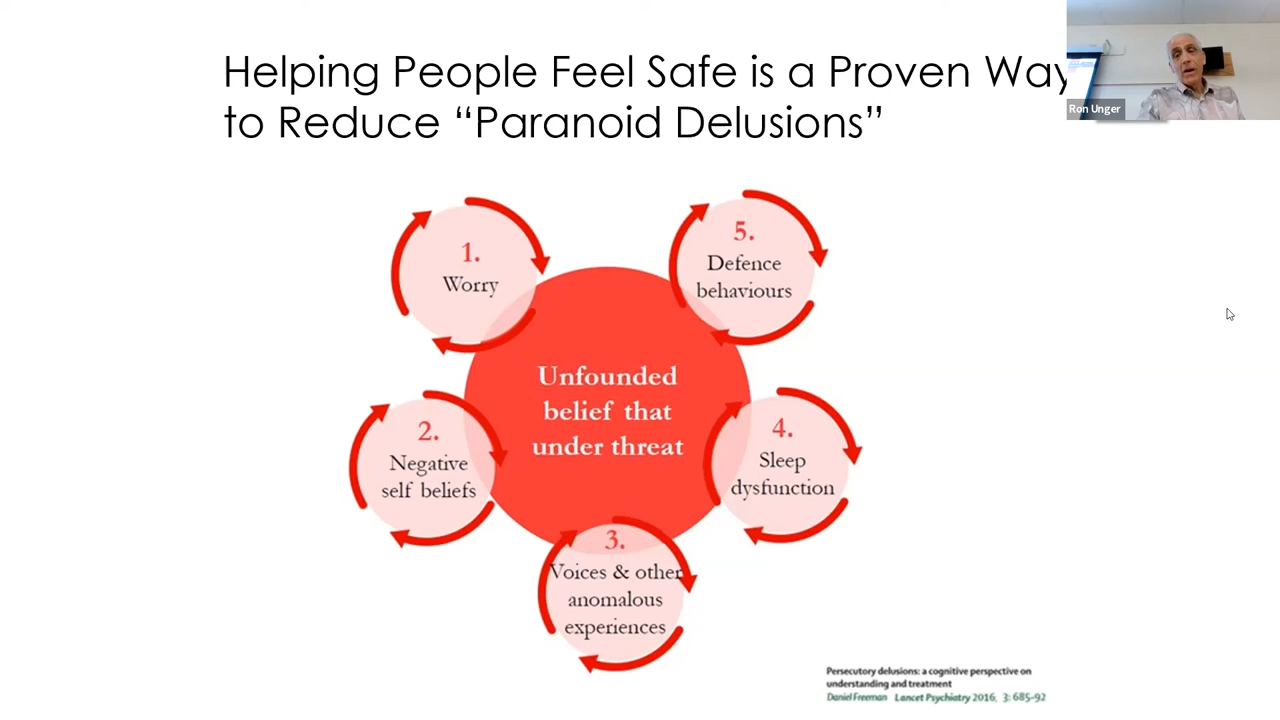 Helping People Feel Safe is a Proven Way
to Reduce “Paranoid Delusions”
Ron Unger
1.
Worry
5.
Defence
behaviours
Unfounded
belief that
under threat
2.
Negative
self beliefs
4.
Sleep
dysfunction
3.
Voices & other
anomalous
experiences
Persecutory delusions: a cognitive perspective on
understanding and treatment
Daniel Freeman Lancet Psychiatry 2016, 3: 685–92